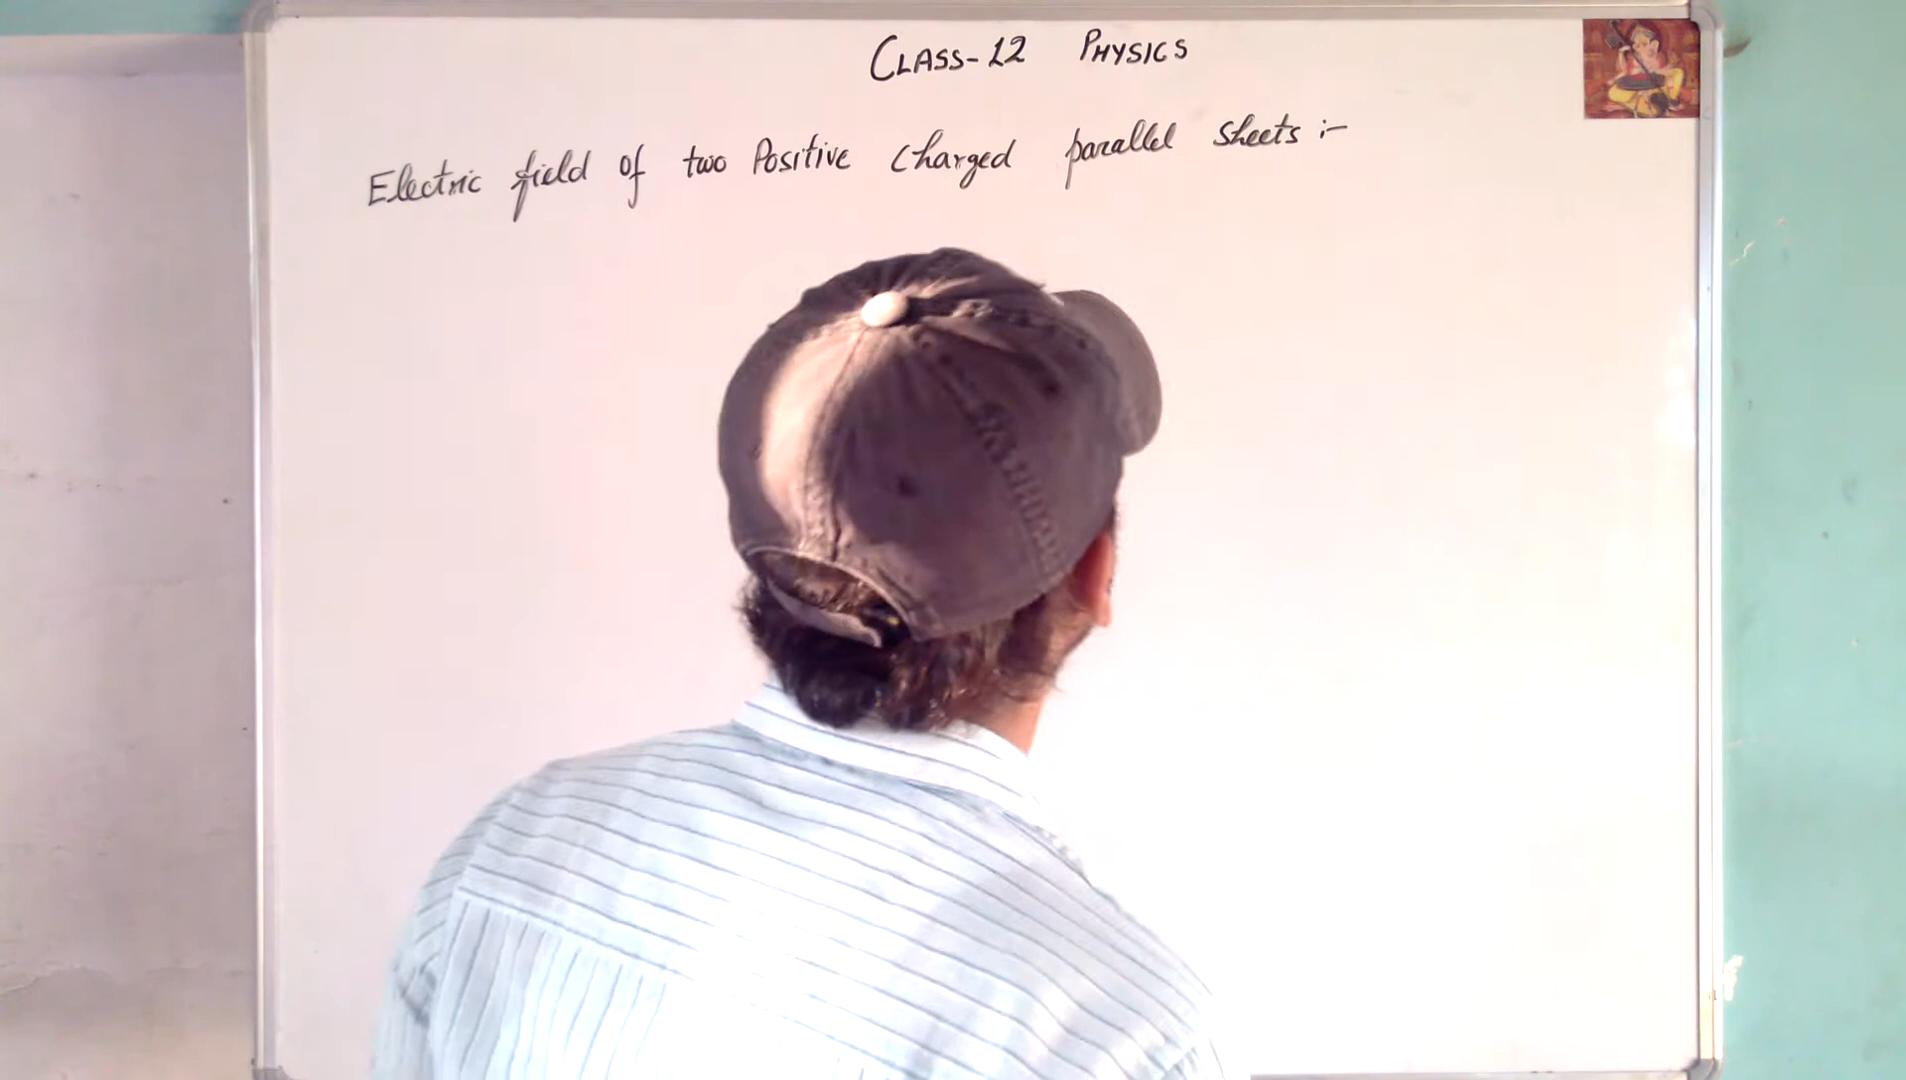 CLASS-12 PHYSICS
Electric field of two Positive Charged parallel sheets :-